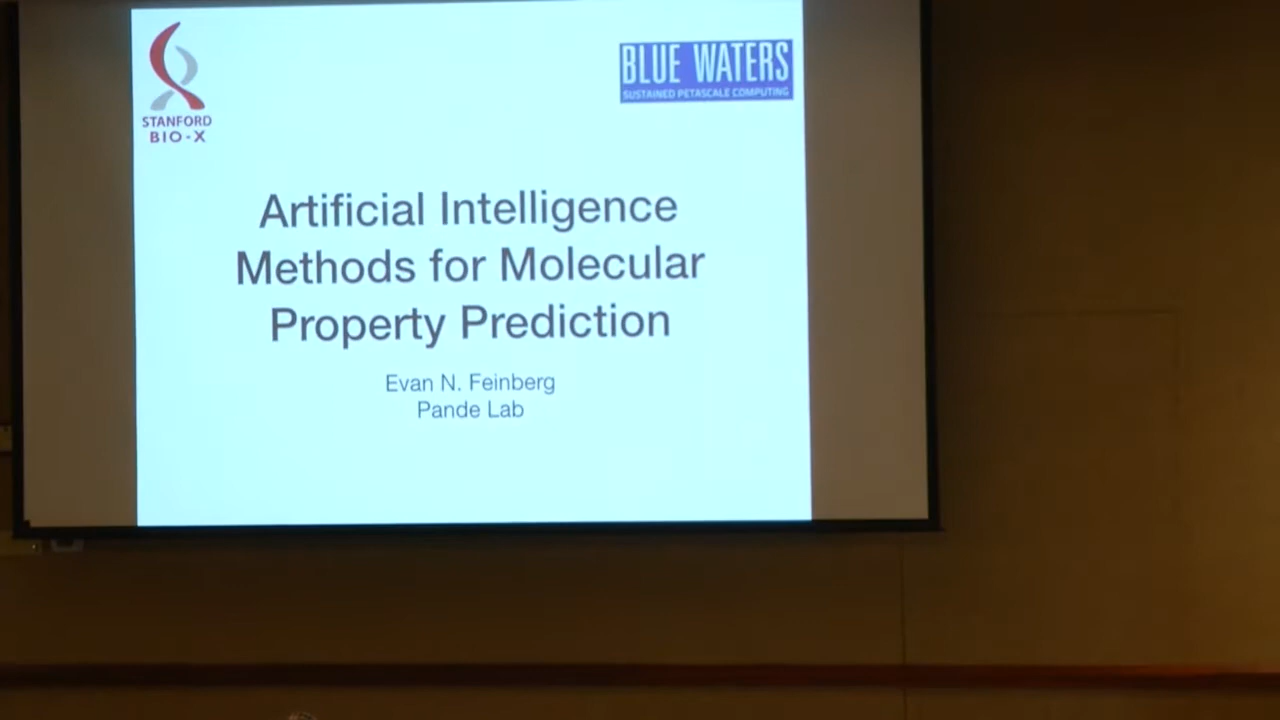 STANFORD
BIO-X
BLUE WATERS
SUSTAINED PETASCALE COMPUTING
Artificial Intelligence
Methods for Molecular
Property Prediction
Evan N. Feinberg
Pande Lab